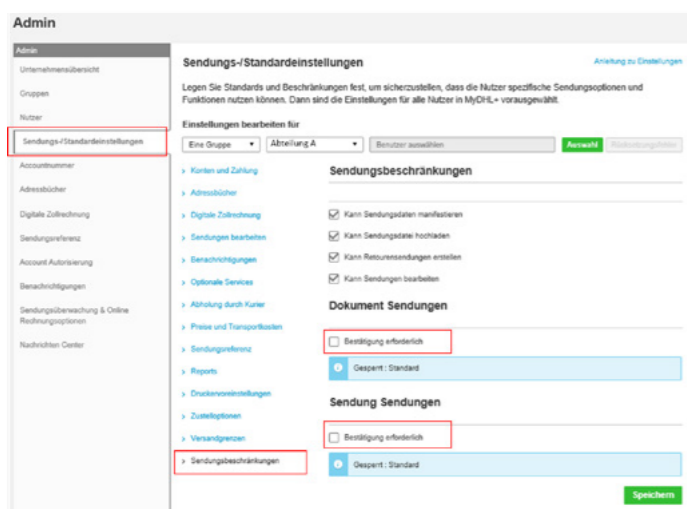 Admin
Admin
Unternehmensübersicht
Gruppen
Nutzer
Sendungs-/Standardeinstellungen
Accountnummer
Adressbücher
Digitale Zollrechnung
Sendungsreferenz
Account Autorisierung
Benachrichtigungen
Sendungsüberwachung & Online
Rechnungsoptionen
Nachrichten Center
Sendungs-/Standardeinstellungen
Anleitung zu Einstellungen
Legen Sie Standards und Beschränkungen fest, um sicherzustellen, dass die Nutzer spezifische Sendungsoptionen und
Funktionen nutzen können. Dann sind die Einstellungen für alle Nutzer in MyDHL+ vorausgewählt.
Einstellungen bearbeiten für
Eine Gruppe
Abteilung A
Benutzer auswählen
Auswahl
Konten und Zahlung
Adressbücher
Digitale Zollrechnung
Sendungen bearbeiten
Benachrichtigungen
Optionale Services
Abholung durch Kurier
Preise und Transportkosten
Sendungsreferenz
Reports
Druckervoreinstellungen
Zustelloptionen
Versandgrenzen
Sendungsbeschränkungen
Sendungsbeschränkungen
Kann Sendungsdaten manifestieren
Kann Sendungsdatei hochladen
Kann Retourensendungen erstellen
Kann Sendungen bearbeiten
Dokument Sendungen
Bestätigung erforderlich
Gesperrt : Standard
Sendung Sendungen
Bestätigung erforderlich
Gesperrt : Standard
Speichern